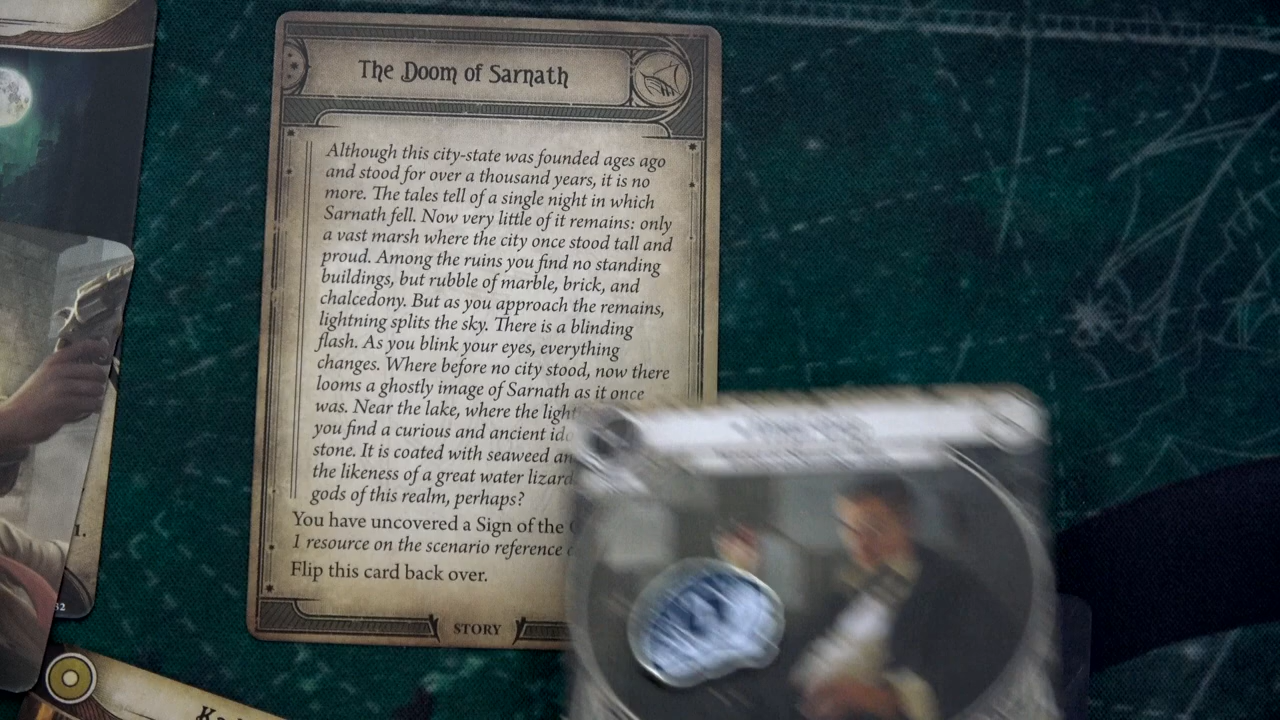 The Doom of Sarnath
Although this city-state was founded ages ago
and stood for over a thousand years, it is no
more. The tales tell of a single night in which
Sarnath fell. Now very little of it remains: only
a vast marsh where the city once stood tall and
proud. Among the ruins you find no standing
buildings, but rubble of marble, brick, and
chalcedony. But as you approach the remains,
lightning splits the sky. There is a blinding
flash. As you blink your eyes, everything
changes. Where before no city stood, now there
looms a ghostly image of Sarnath as it once
was. Near the lake, where the light
you find a curious and ancient
stone. It is coated with seaweed
the likeness of a great water lizard
gods of this realm, perhaps?
You have uncovered a Sign of the
1 resource on the scenario reference
Flip this card back over.
STORY
1.
32